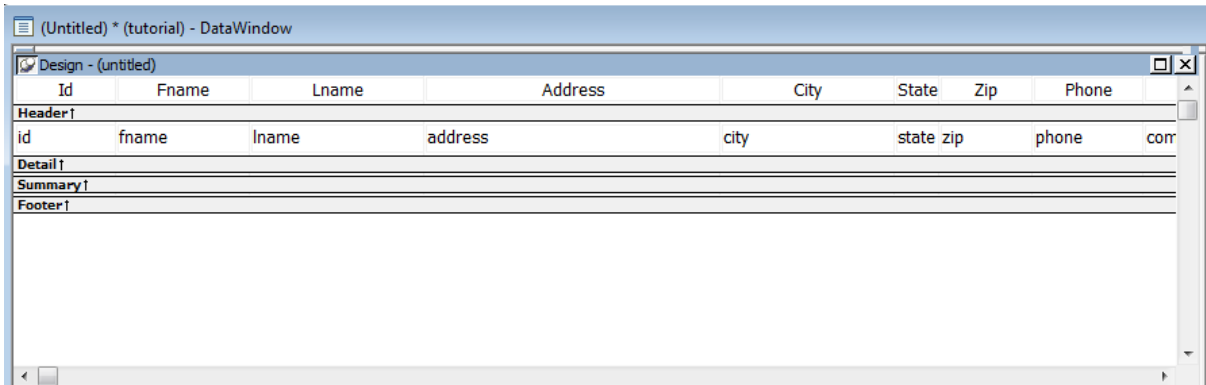 (Untitled) * (tutorial) - DataWindow
Design - (untitled)
Id Fname Lname Address City State Zip Phone
Header↑
id fname lname address city state zip phone com
Detail↑
Summary↑
Footer↑